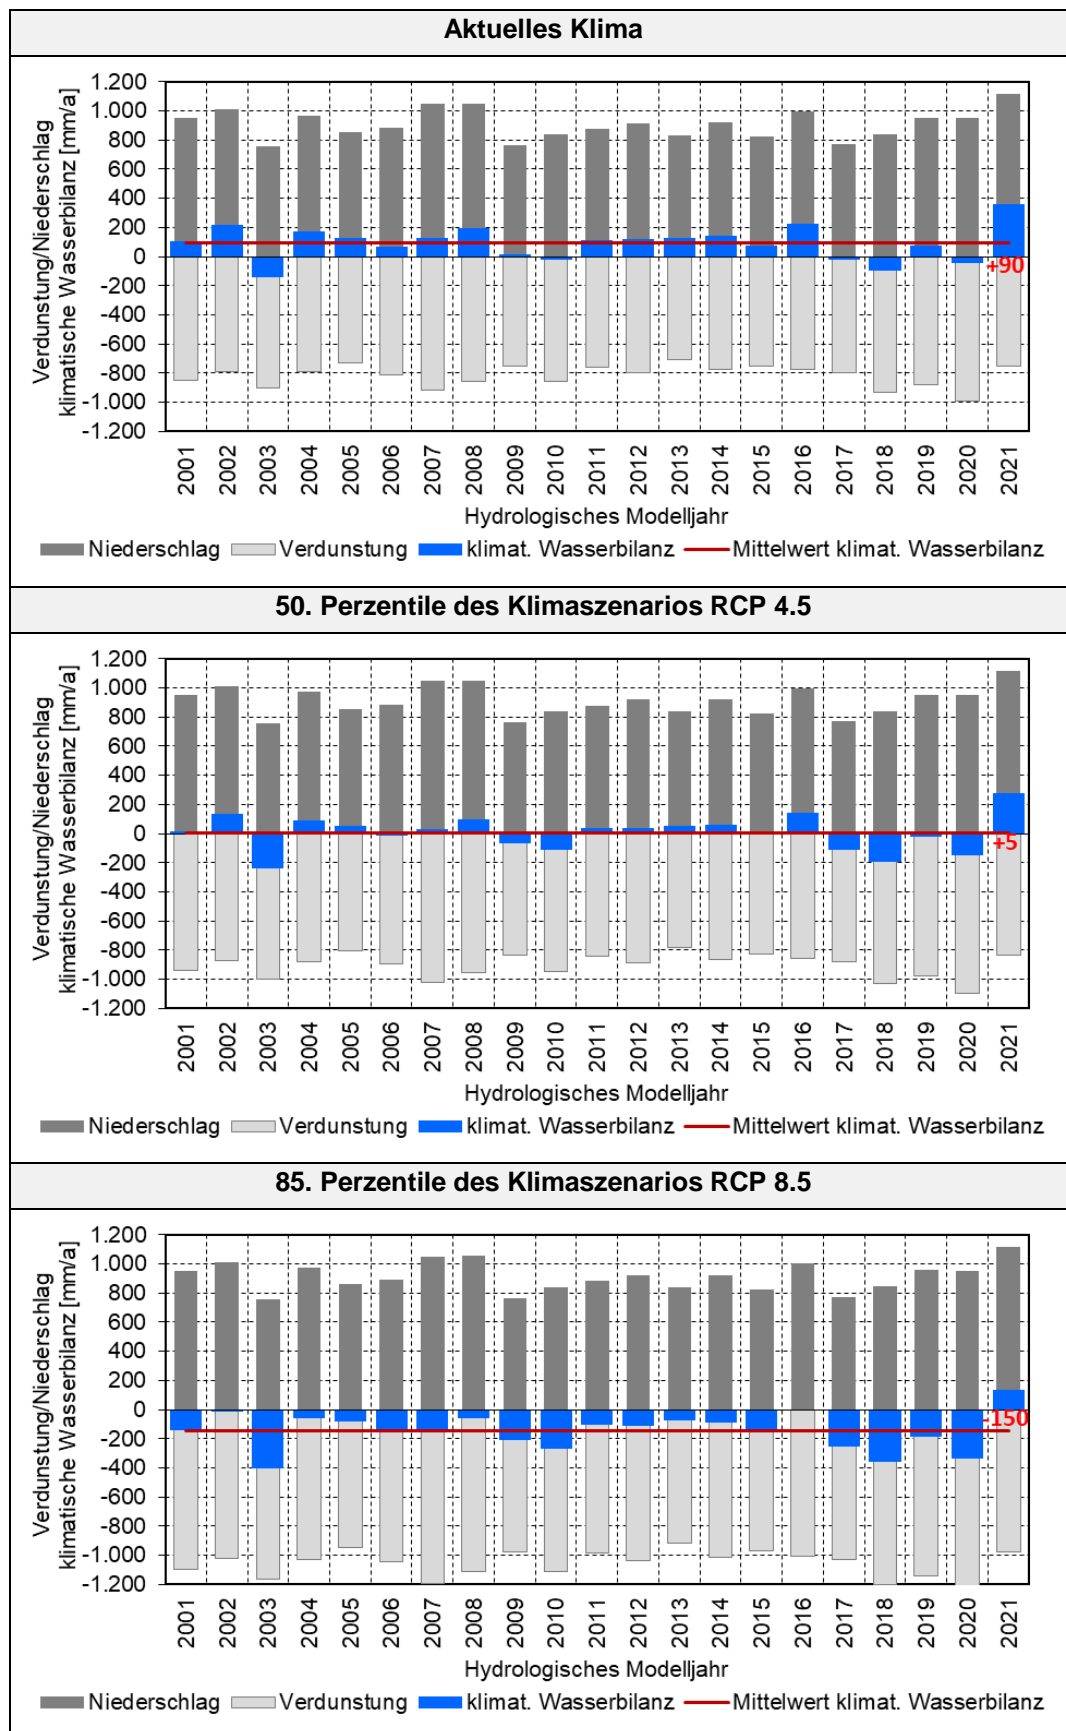 Aktuelles Klima
Verdunstung/Niederschlag
klimatische Wasserbilanz [mm/a]
1.200
1.000
800
600
400
200
0
-200
-400
-600
-800
-1.000
-1.200
+90
2001 2002 2003 2004 2005 2006 2007 2008 2009 2010 2011 2012 2013 2014 2015 2016 2017 2018 2019 2020 2021
Hydrologisches Modelljahr
Niederschlag Verdunstung klimat. Wasserbilanz Mittelwert klimat. Wasserbilanz
50. Perzentile des Klimaszenarios RCP 4.5
Verdunstung/Niederschlag
klimatische Wasserbilanz [mm/a]
1.200
1.000
800
600
400
200
0
-200
-400
-600
-800
-1.000
-1.200
+5
2001 2002 2003 2004 2005 2006 2007 2008 2009 2010 2011 2012 2013 2014 2015 2016 2017 2018 2019 2020 2021
Hydrologisches Modelljahr
Niederschlag Verdunstung klimat. Wasserbilanz Mittelwert klimat. Wasserbilanz
85. Perzentile des Klimaszenarios RCP 8.5
Verdunstung/Niederschlag
klimatische Wasserbilanz [mm/a]
1.200
1.000
800
600
400
200
0
-200
-400
-600
-800
-1.000
-1.200
-150
2001 2002 2003 2004 2005 2006 2007 2008 2009 2010 2011 2012 2013 2014 2015 2016 2017 2018 2019 2020 2021
Hydrologisches Modelljahr
Niederschlag Verdunstung klimat. Wasserbilanz Mittelwert klimat. Wasserbilanz